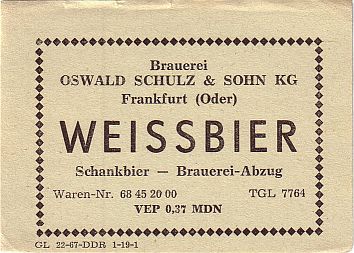 Brauerei
OSWALD SCHULZ & SOHN KG
Frankfurt (Oder)
WEISSBIER
Schankbier — Brauerei-Abzug
Waren-Nr. 68 45 20 00 TGL 7764
VEP 0,37 MDN
GL 22-67-DDR 1-19-1